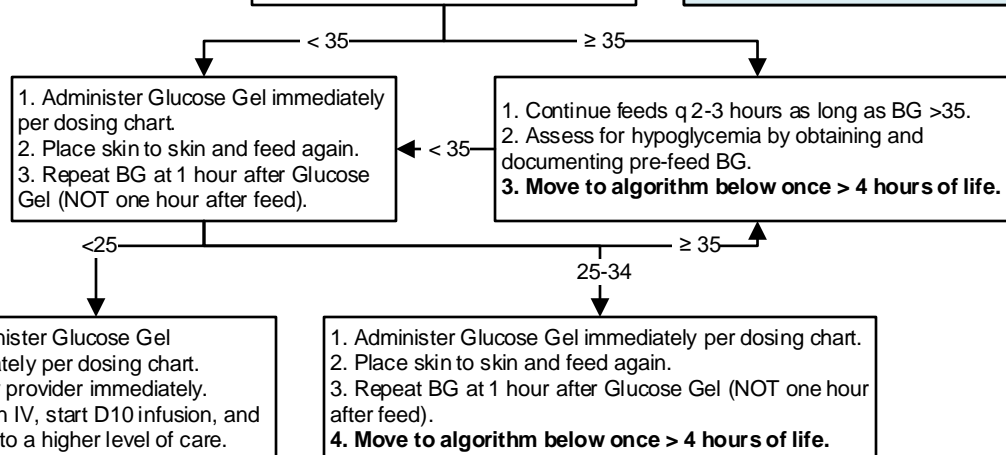 < 35
≥ 35
1. Administer Glucose Gel immediately
per dosing chart.
2. Place skin to skin and feed again.
3. Repeat BG at 1 hour after Glucose
Gel (NOT one hour after feed).
< 35
1. Continue feeds q 2-3 hours as long as BG >35.
2. Assess for hypoglycemia by obtaining and
documenting pre-feed BG.
3. Move to algorithm below once > 4 hours of life.
<25
≥ 35
25-34
Glucose Gel
per dosing chart.
provider immediately.
IV, start D10 infusion, and
to a higher level of care.
1. Administer Glucose Gel immediately per dosing chart.
2. Place skin to skin and feed again.
3. Repeat BG at 1 hour after Glucose Gel (NOT one hour
after feed).
4. Move to algorithm below once > 4 hours of life.